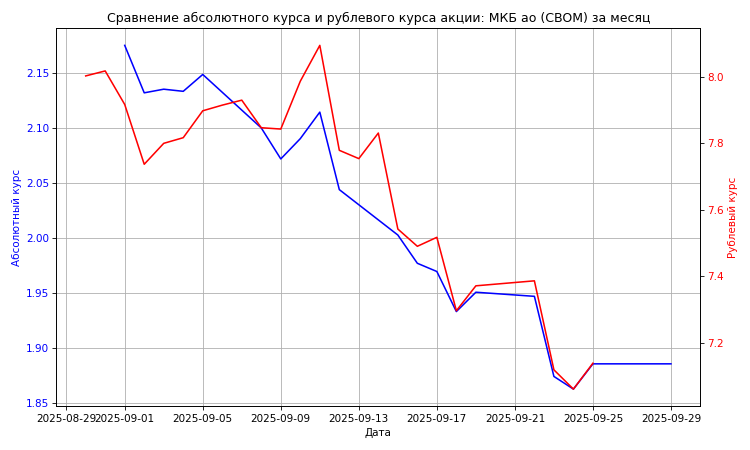 Сравнение абсолютного курса и рублевого курса акции: МКБ ао (CBOM) за месяц
2.15
2.10
2.05
2.00
1.95
1.90
1.85
Абсолютный курс
8.0
7.8
7.6
7.4
7.2
Рублевый курс
2025-08-29 2025-09-01 2025-09-05 2025-09-09 2025-09-13 2025-09-17 2025-09-21 2025-09-25 2025-09-29
Дата